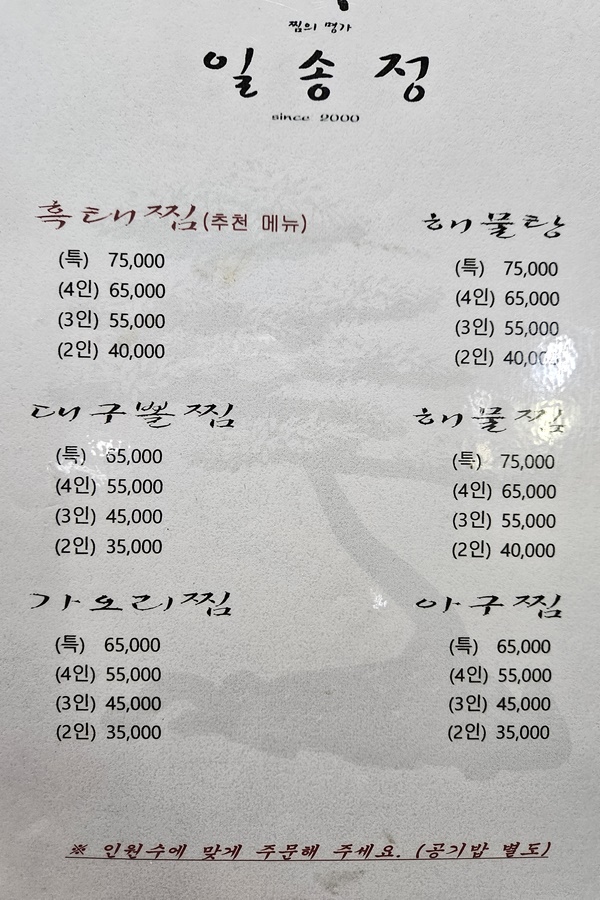 찜의 명가
일송정
since 2000
흑태찜(추천 메뉴)
(특) 75,000
(4인) 65,000
(3인) 55,000
(2인) 40,000
해물탕
(특) 75,000
(4인) 65,000
(3인) 55,000
(2인) 40,000
대구뽈찜
(특) 65,000
(4인) 55,000
(3인) 45,000
(2인) 35,000
해물찜
(특) 75,000
(4인) 65,000
(3인) 55,000
(2인) 40,000
가오리찜
(특) 65,000
(4인) 55,000
(3인) 45,000
(2인) 35,000
아구찜
(특) 65,000
(4인) 55,000
(3인) 45,000
(2인) 35,000
※ 인원수에 맞게 주문해 주세요. (공기밥 별도)